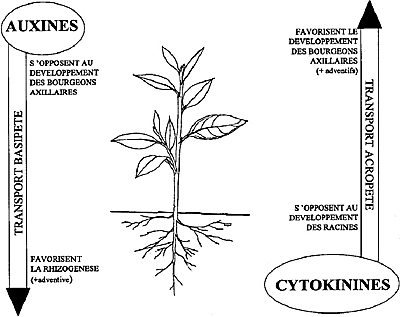 AUXINES
S'OPPOSENT AU
DEVELOPPEMENT
DES BOURGEONS
AXILLAIRES
TRANSPORT BASIPETE
FAVORISENT
LA RHIZOGENESE
(+adventive)
FAVORISENT LE
DEVELOPPEMENT
DES BOURGEONS
AXILLAIRES
(+ adventifs)
TRANSPORT ACROPETE
S'OPPOSENT AU
DEVELOPPEMENT
DES RACINES
CYTOKININES